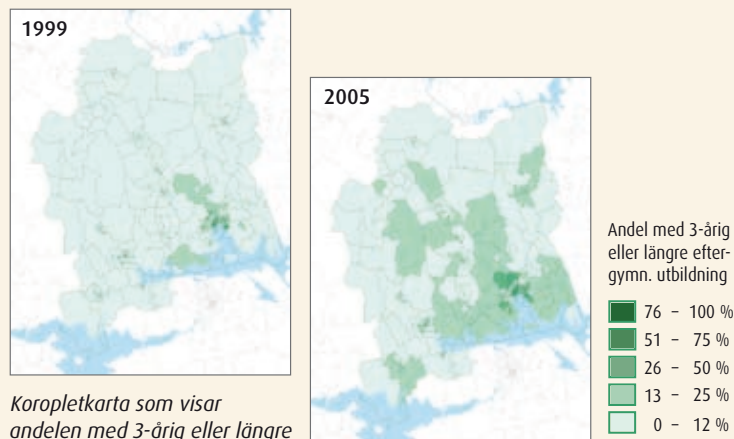 1999
2005
Andel med 3-årig
eller längre efter-
gymn. utbildning
76 – 100 %
51 – 75 %
26 – 50 %
13 – 25 %
0 – 12 %
Koropletkarta som visar
andelen med 3-årig eller längre